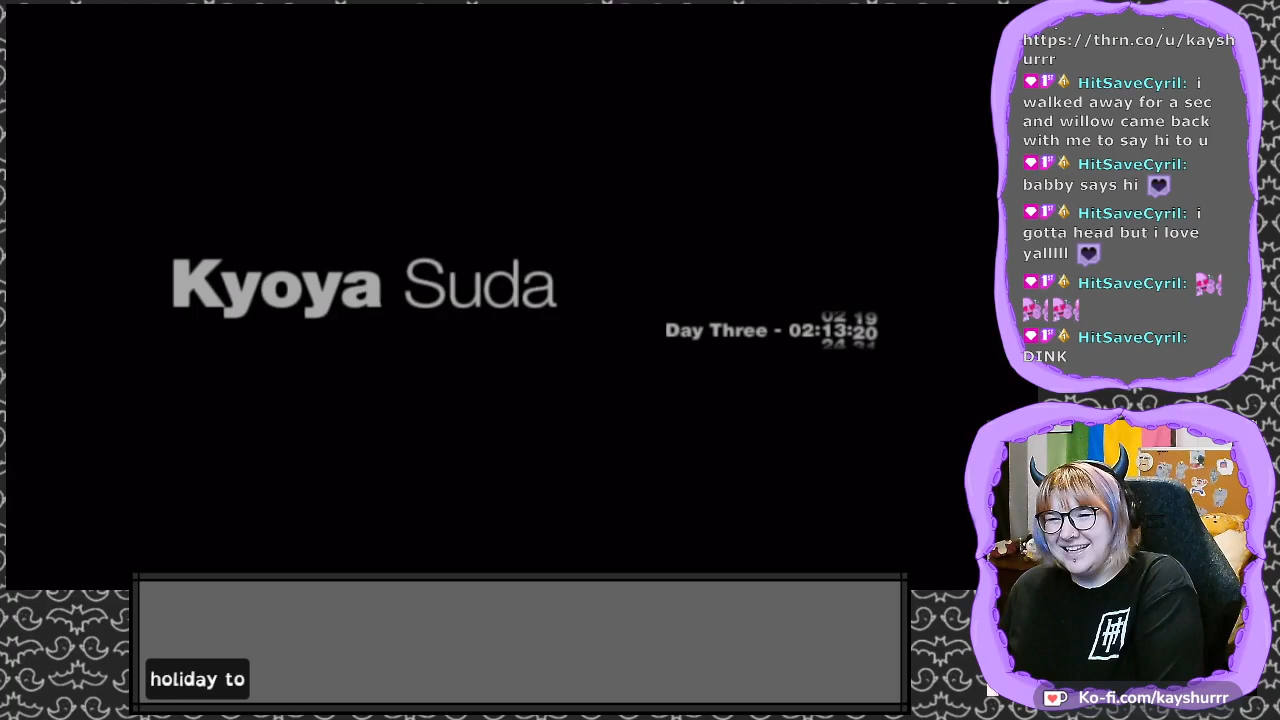 Kyoya Suda
Day Three - 02:13:20
https://thrn.co/u/kaysh
urrr
HitSaveCyril: i
walked away for a sec
and willow came back
with me to say hi to u
HitSaveCyril:
babby says hi
HitSaveCyril: i
gotta head but i love
yalllll
HitSaveCyril:
HitSaveCyril:
DINK
holiday to
Ko-fi.com/kayshurrr